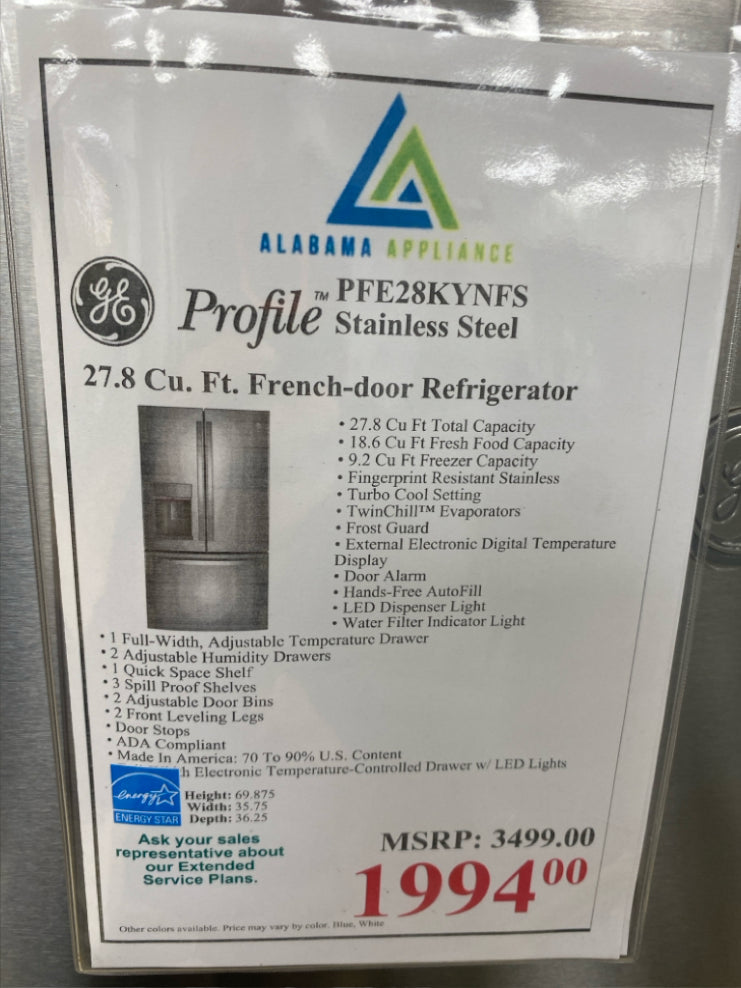 ALABAMA APPLIANCE
GE
Profile™ PFE28KYNFS
Stainless Steel
27.8 Cu. Ft. French-door Refrigerator
• 27.8 Cu Ft Total Capacity
• 18.6 Cu Ft Fresh Food Capacity
• 9.2 Cu Ft Freezer Capacity
• Fingerprint Resistant Stainless
• Turbo Cool Setting
• TwinChill™ Evaporators
• Frost Guard
• External Electronic Digital Temperature
Display
• Door Alarm
• Hands-Free AutoFill
• LED Dispenser Light
• Water Filter Indicator Light
• 1 Full-Width, Adjustable Temperature Drawer
• 2 Adjustable Humidity Drawers
• 1 Quick Space Shelf
• 3 Spill Proof Shelves
• 2 Adjustable Door Bins
• 2 Front Leveling Legs
• Door Stops
• ADA Compliant
• Made In America: 70 To 90% U.S. Content
Electronic Temperature-Controlled Drawer w/ LED Lights
energy
ENERGY STAR
Height: 69.875
Width: 35.75
Depth: 36.25
Ask your sales
representative about
our Extended
Service Plans.
MSRP: 3499.00
1994 00
Other colors available. Price may vary by color. Blue, White